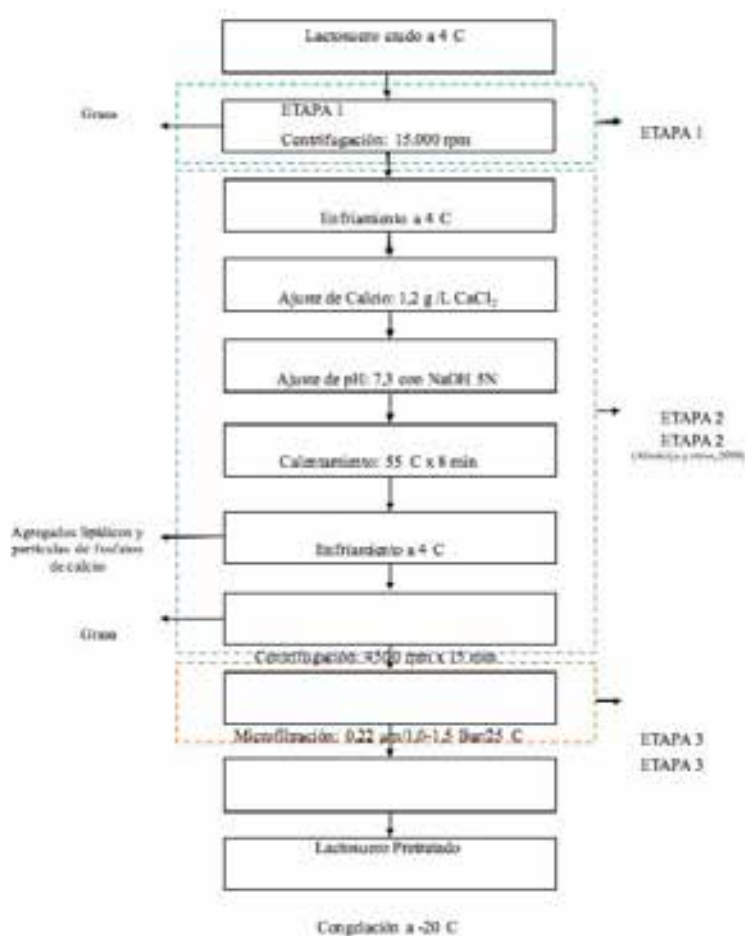 Lactosuero crudo a 4 C
Grasa
ETAPA 1
Centrifugación: 15.000 rpm
ETAPA 1
Enfriamiento a 4 C
Ajuste de Calcio: 1,2 g /L CaCl₂
Ajuste de pH: 7,3 con NaOH 5N
ETAPA 2
ETAPA 2
Calentamiento: 55 C x 8 min
Agregados lipídicos y
partículas de fosfatos
de calcio
Enfriamiento a 4 C
Grasa
Centrifugación: 4500 rpm x 15 min.
Microfiltración: 0,22 µm/1,0-1,5 Bar/25 C
ETAPA 3
ETAPA 3
Lactosuero Pretratado
Congelación a -20 C